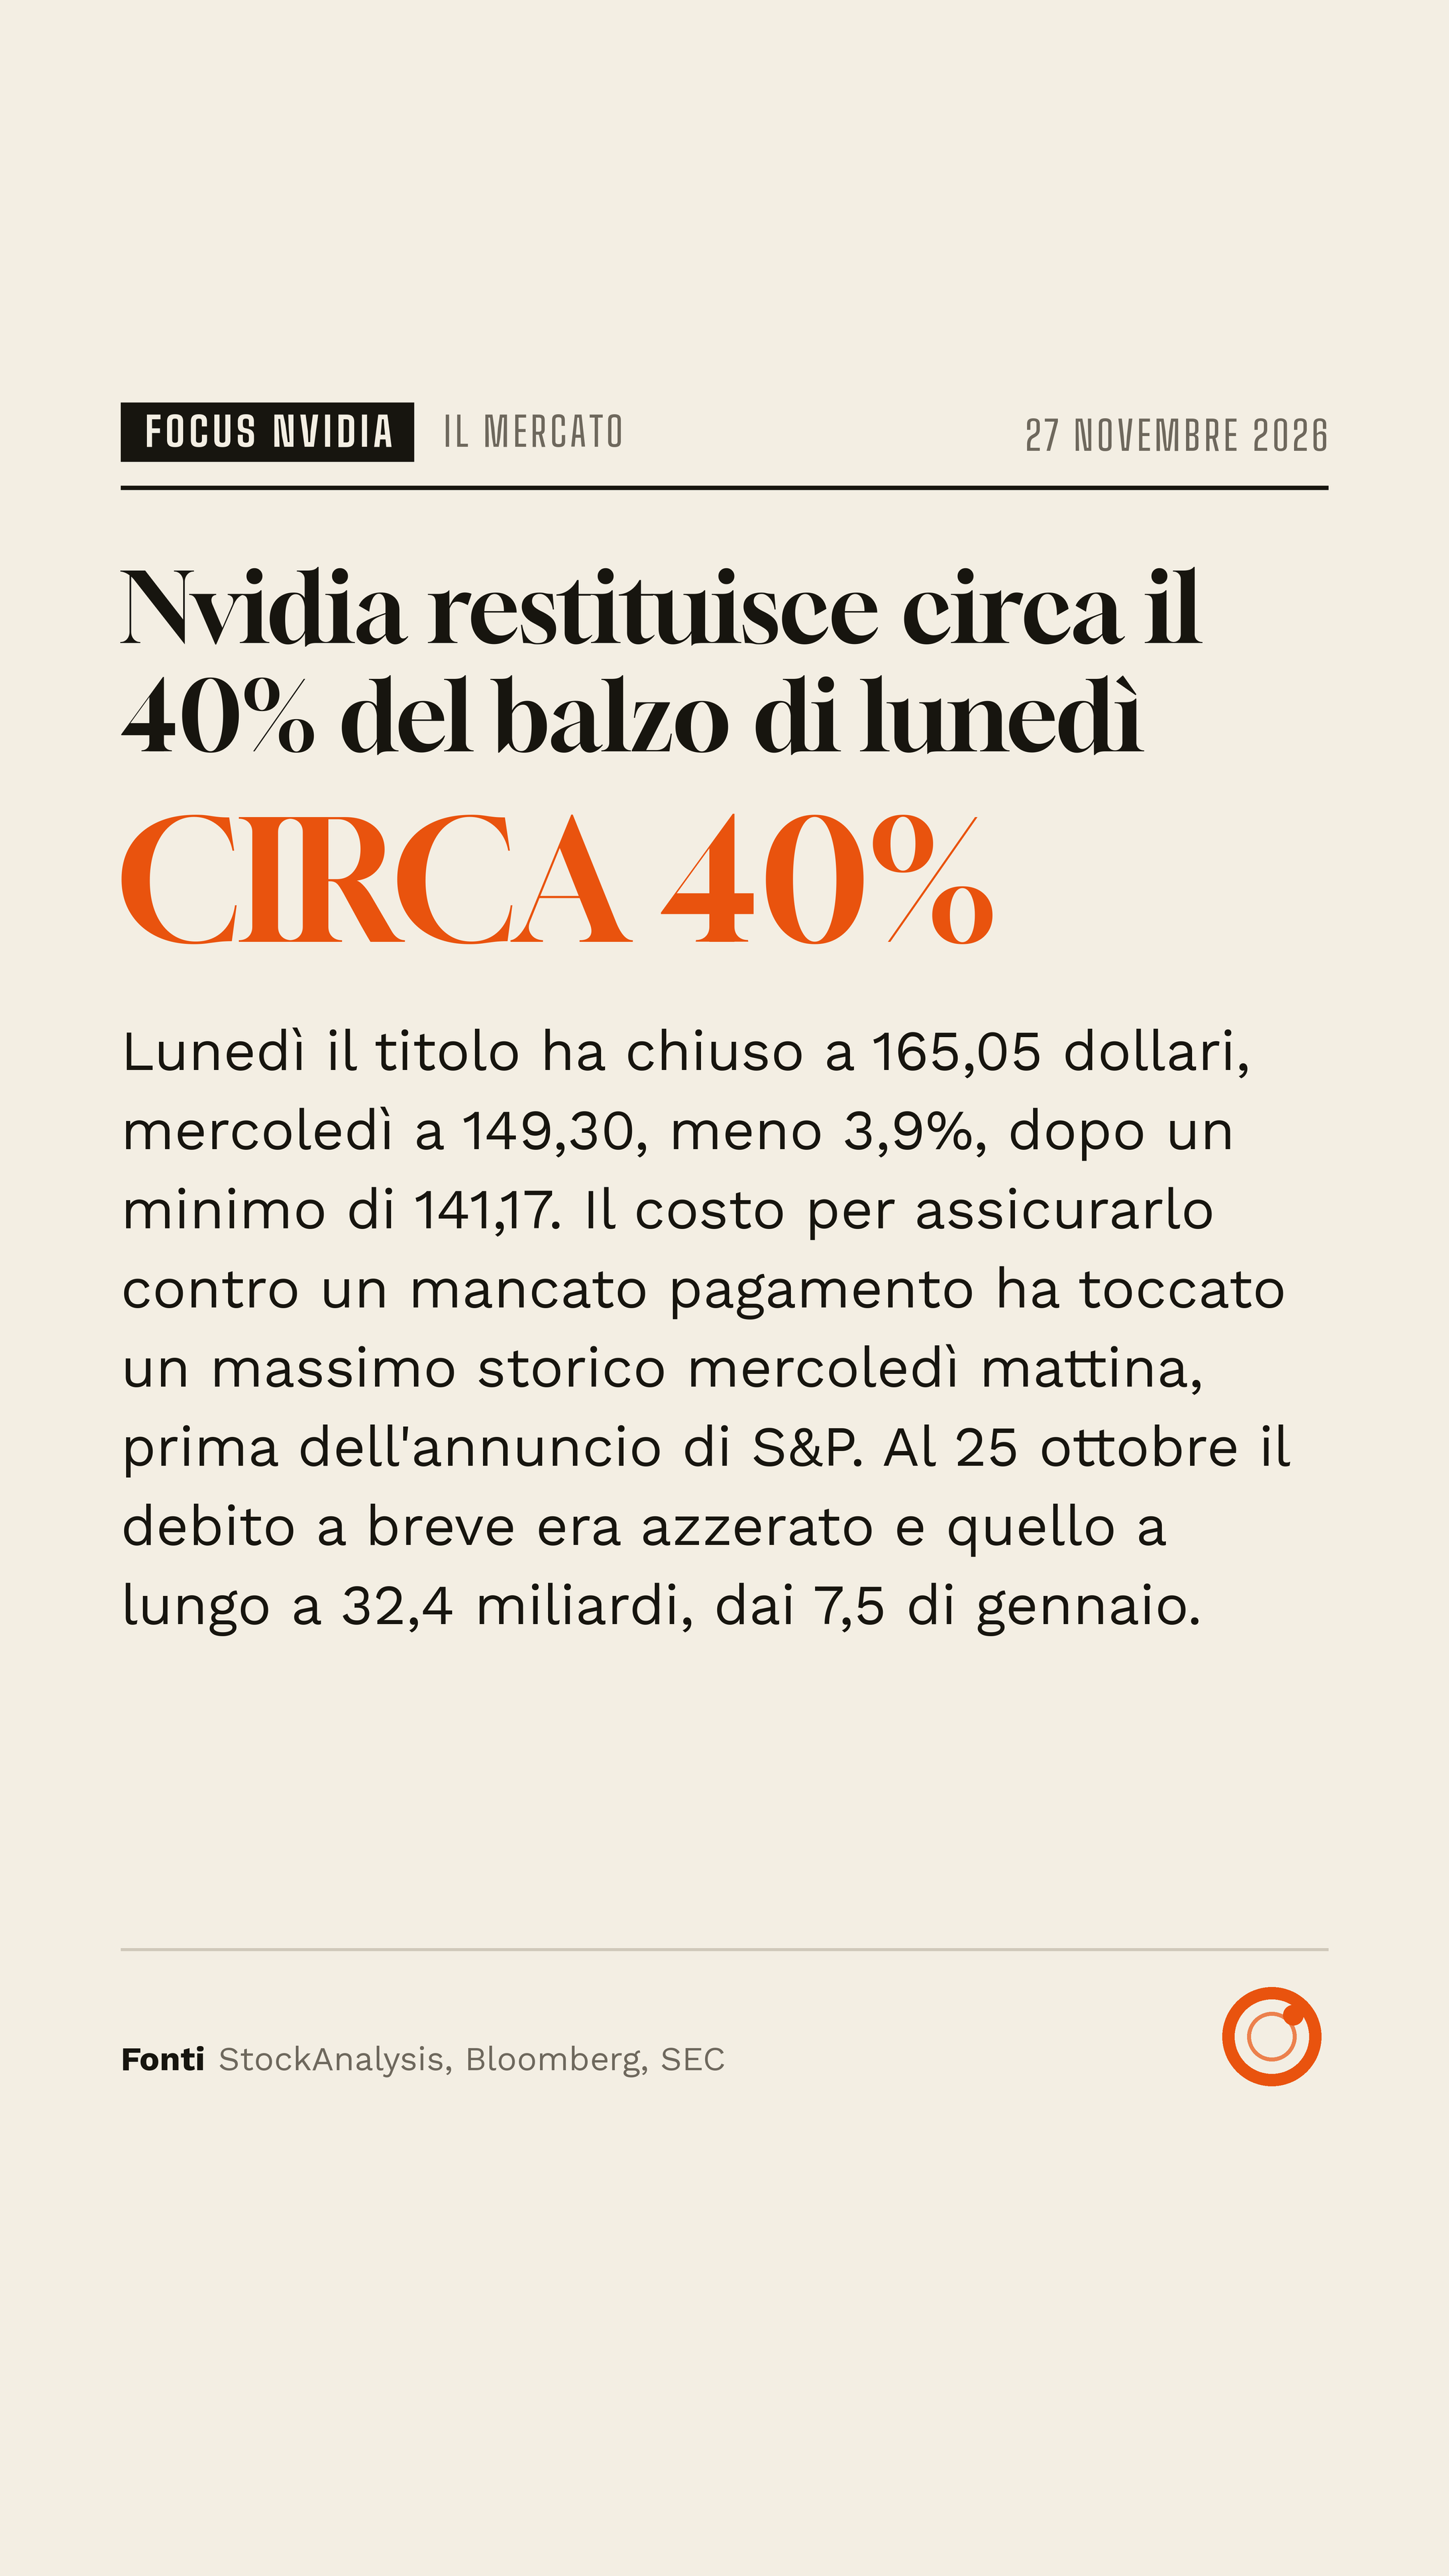 FOCUS NVIDIA IL MERCATO 27 NOVEMBRE 2026
Nvidia restituisce circa il
40% del balzo di lunedì
CIRCA 40%
Lunedì il titolo ha chiuso a 165,05 dollari,
mercoledì a 149,30, meno 3,9%, dopo un
minimo di 141,17. Il costo per assicurarlo
contro un mancato pagamento ha toccato
un massimo storico mercoledì mattina,
prima dell'annuncio di S&P. Al 25 ottobre il
debito a breve era azzerato e quello a
lungo a 32,4 miliardi, dai 7,5 di gennaio.
Fonti StockAnalysis, Bloomberg, SEC